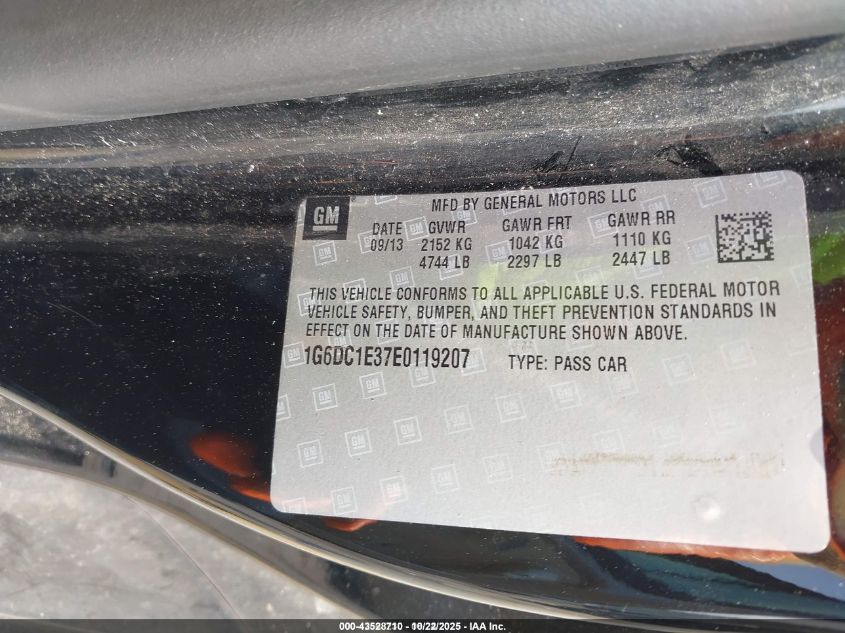 GM
MFD BY GENERAL MOTORS LLC
DATE GVWR GAWR FRT GAWR RR
09/13 2152 KG 1042 KG 1110 KG
4744 LB 2297 LB 2447 LB
THIS VEHICLE CONFORMS TO ALL APPLICABLE U.S. FEDERAL MOTOR
VEHICLE SAFETY, BUMPER, AND THEFT PREVENTION STANDARDS IN
EFFECT ON THE DATE OF MANUFACTURE SHOWN ABOVE.
1G6DC1E37E0119207 TYPE: PASS CAR
000-43528710 - 10/22/2025 - IAA Inc.